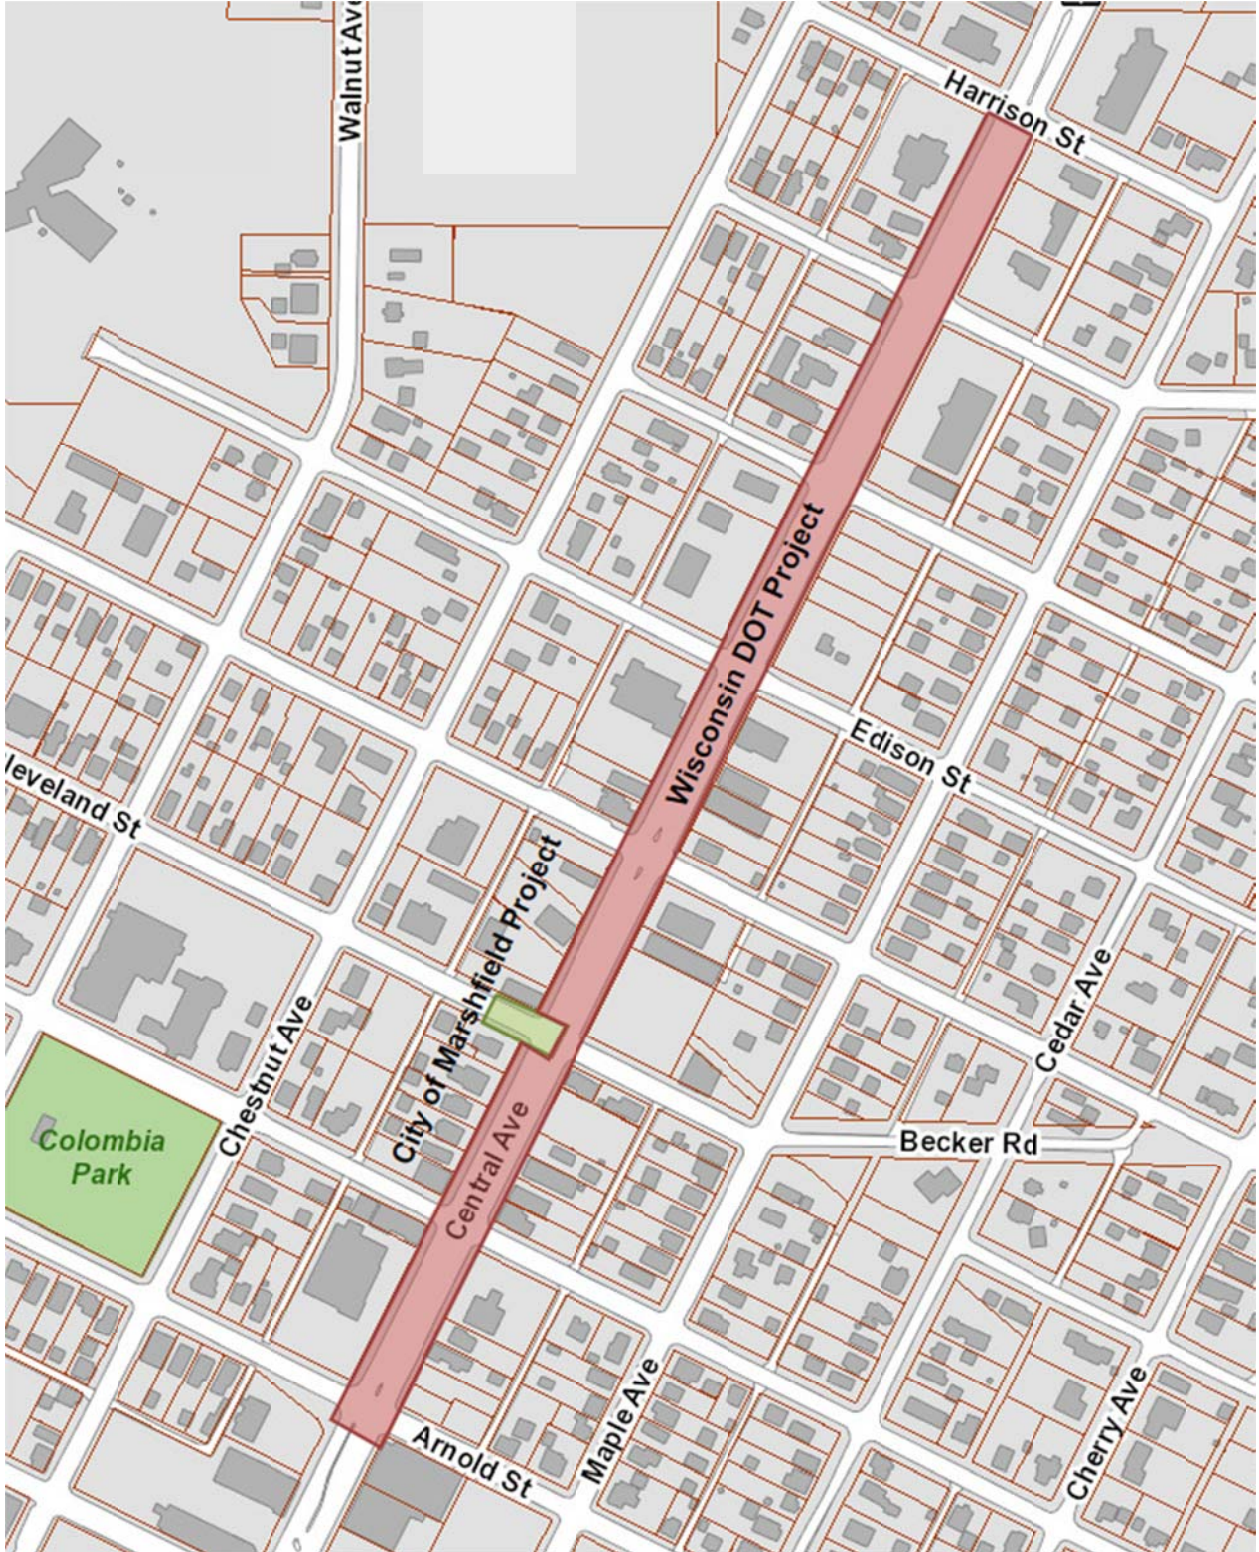 Walnut Ave
Harrison St
Wisconsin DOT Project
Edison St
leveland St
City of Marshfield Project
Cedar Ave
Chestnut Ave
Colombia
Park
Becker Rd
Central Ave
Maple Ave
Cherry Ave
Arnold St